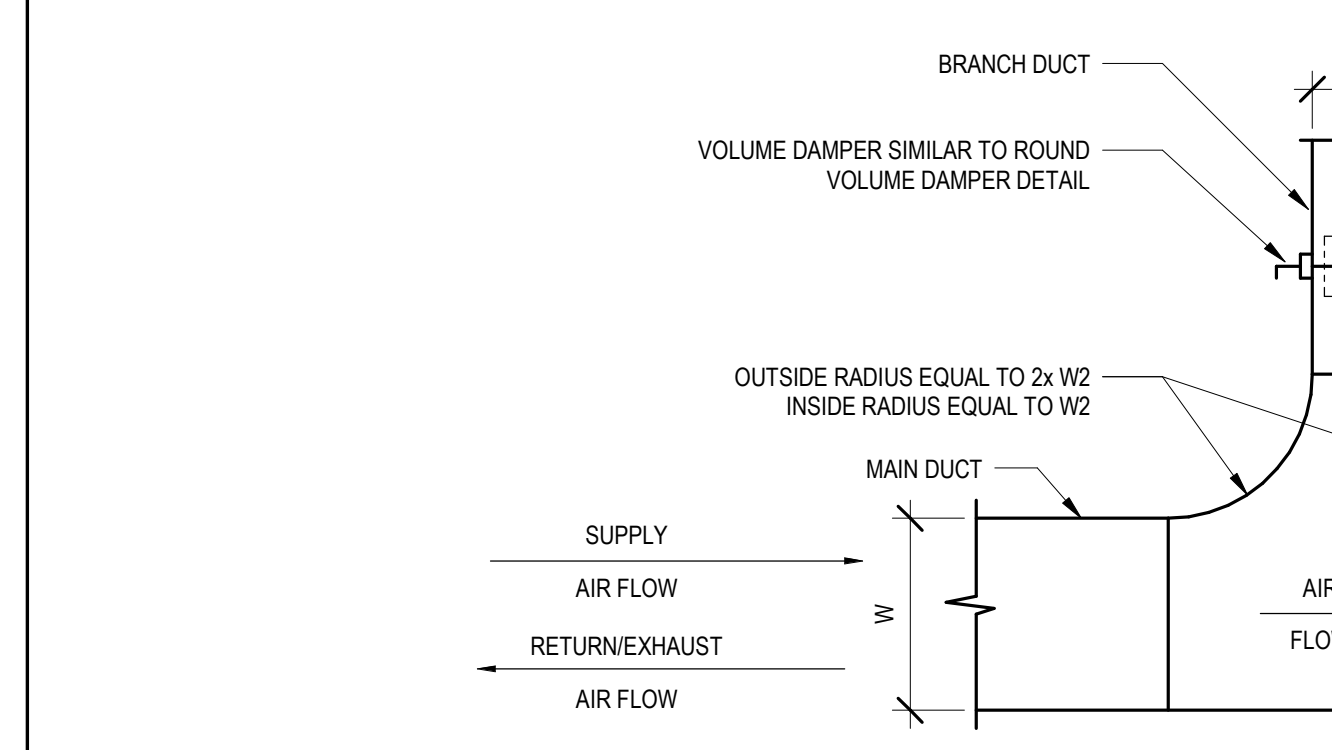 BRANCH DUCT
VOLUME DAMPER SIMILAR TO ROUND
VOLUME DAMPER DETAIL
OUTSIDE RADIUS EQUAL TO 2x W2
INSIDE RADIUS EQUAL TO W2
MAIN DUCT
SUPPLY
AIR FLOW
W
RETURN/EXHAUST
AIR FLOW